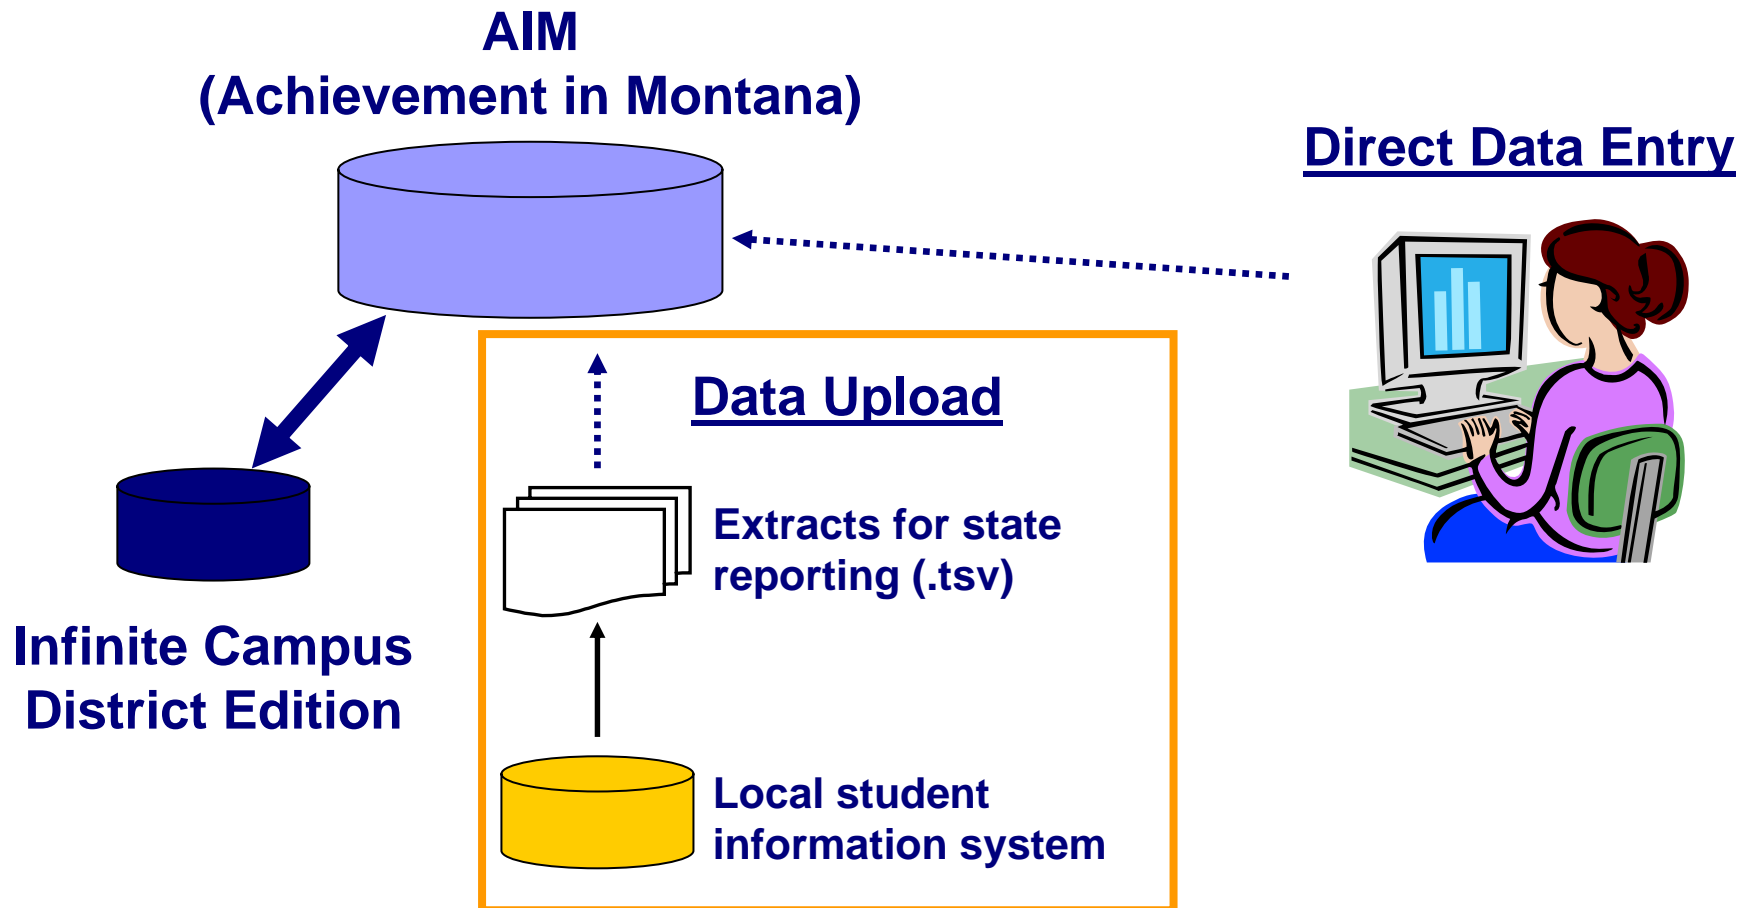 AIM
(Achievement in Montana)
Direct Data Entry
Data Upload
Extracts for state
reporting (.tsv)
Infinite Campus
District Edition
Local student
information system